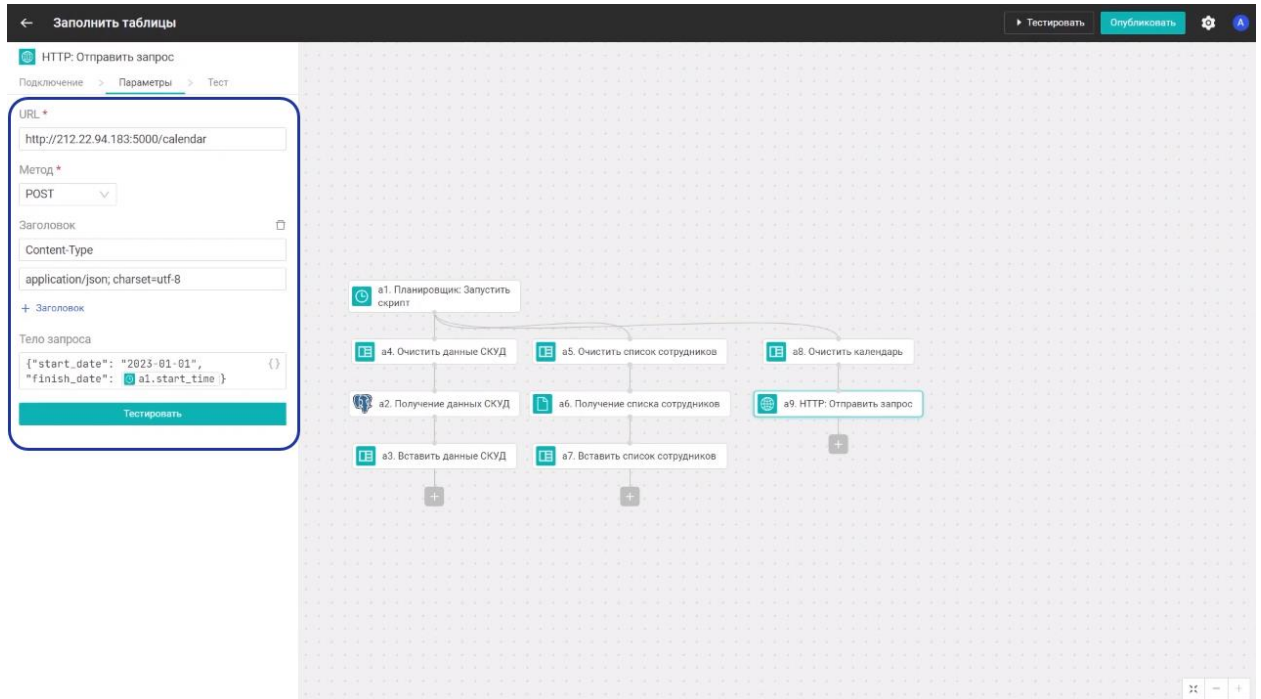 ← Заполнить таблицы
Тестировать
Опубликовать
A
HTTP: Отправить запрос
Подключение > Параметры > Тест
URL *
http://212.22.94.183:5000/calendar
Метод *
POST
Заголовок
Content-Type
application/json; charset=utf-8
+ Заголовок
Тело запроса
{"start_date": "2023-01-01", {}
"finish_date": a1.start_time }
Тестировать
a1. Планировщик: Запустить
скрипт
a4. Очистить данные СКУД
a5. Очистить список сотрудников
a8. Очистить календарь
a2. Получение данных СКУД
a6. Получение списка сотрудников
a9. HTTP: Отправить запрос
a3. Вставить данные СКУД
a7. Вставить список сотрудников